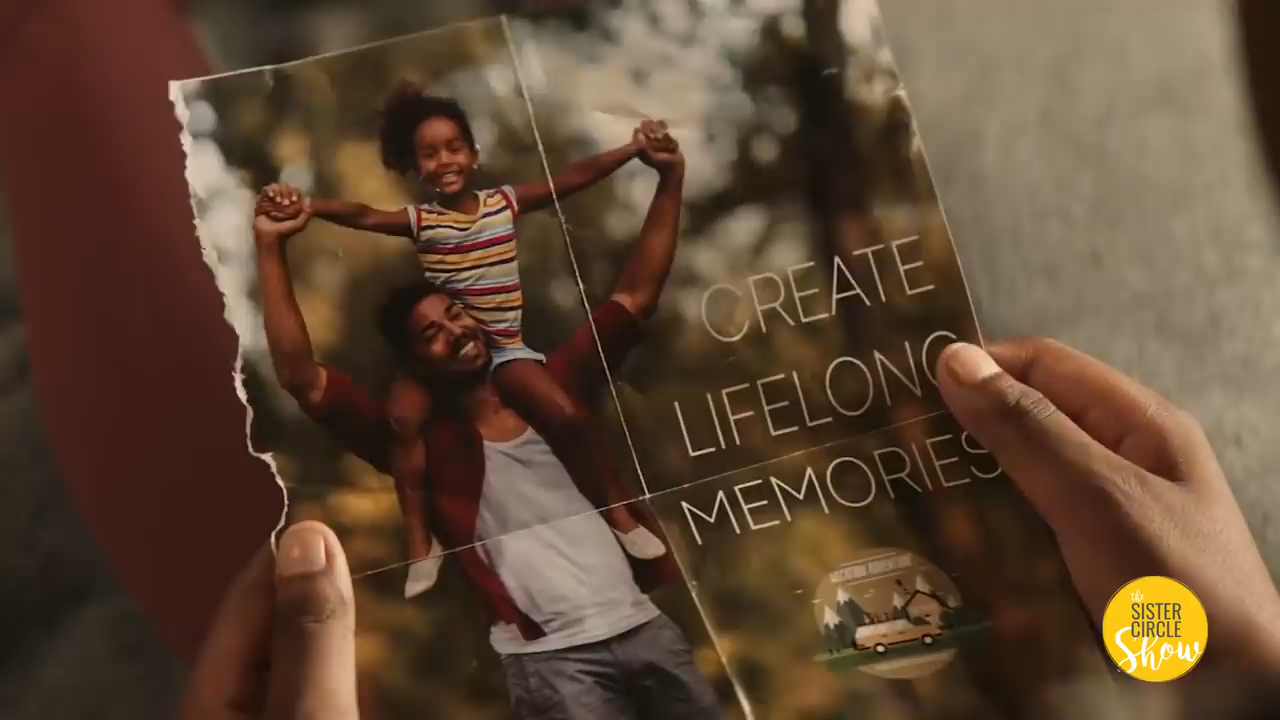 CREATE
LIFELONG
MEMORIES
the
SISTER
CIRCLE
Show